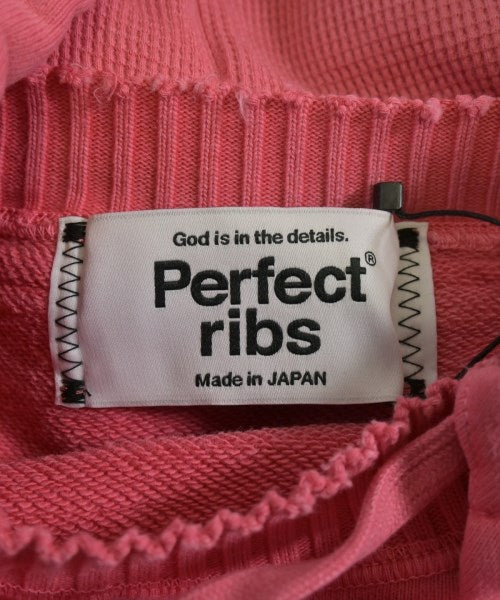 God is in the details.
Perfect®
ribs
Made in JAPAN